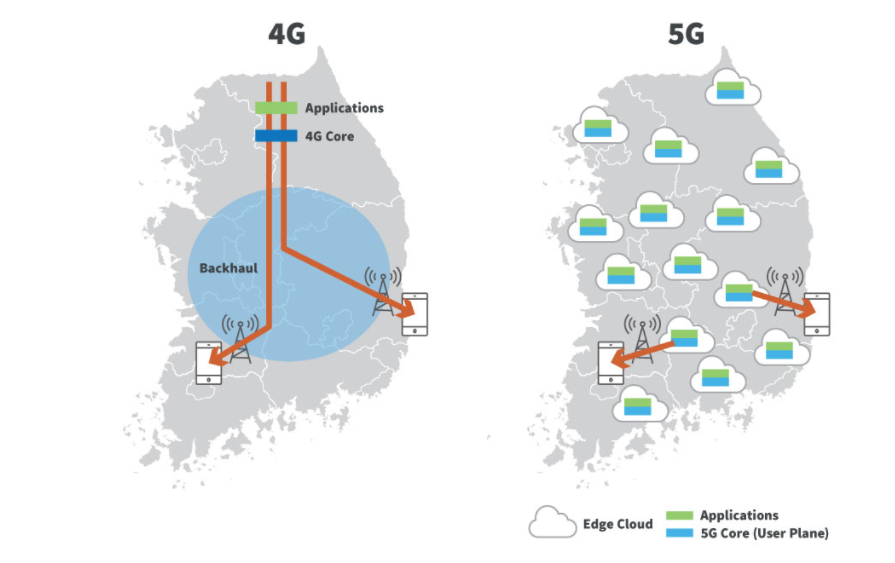 4G
5G
Applications
4G Core
Backhaul
Edge Cloud
Applications
5G Core (User Plane)